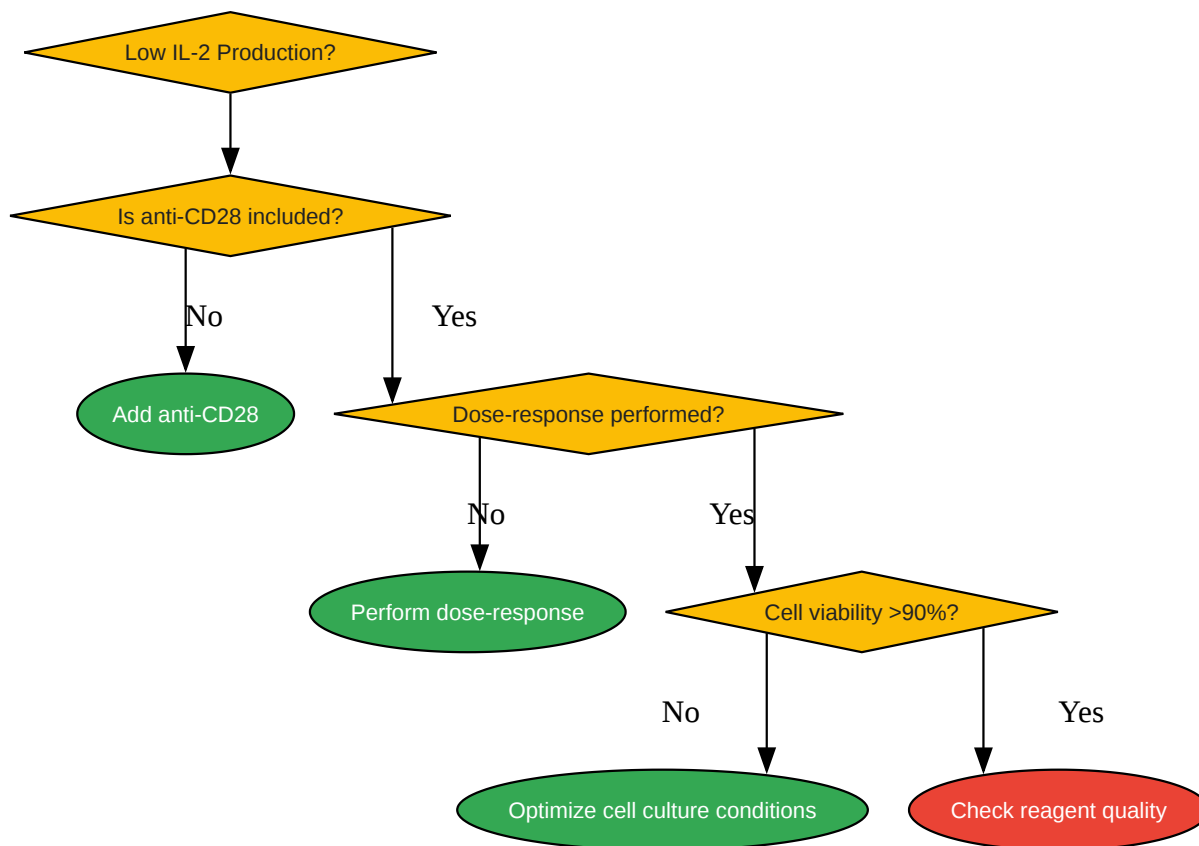 Low IL-2 Production?
Is anti-CD28 included?
No
Yes
Add anti-CD28
Dose-response performed?
No
Yes
Perform dose-response
Cell viability >90%?
No
Yes
Optimize cell culture conditions
Check reagent quality